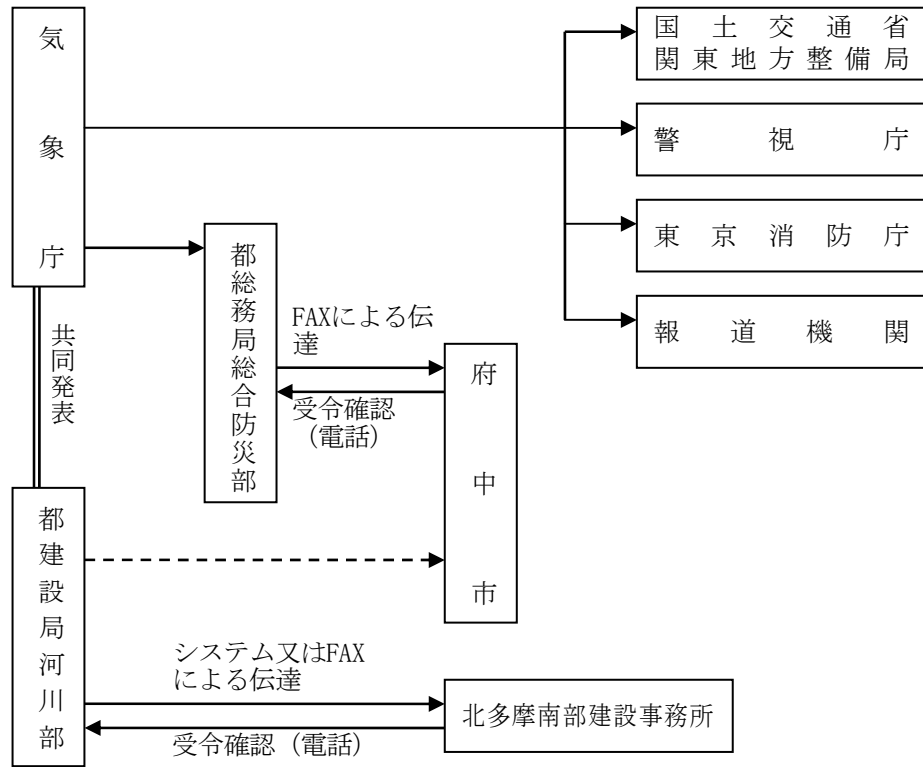 気象庁
国土交通省
関東地方整備局
警視庁
東京消防庁
報道機関
都総務局総合防災部
FAXによる伝
達
受令確認
（電話）
府中市
共同発表
都建設局河川部
システム又はFAX
による伝達
受令確認（電話）
北多摩南部建設事務所